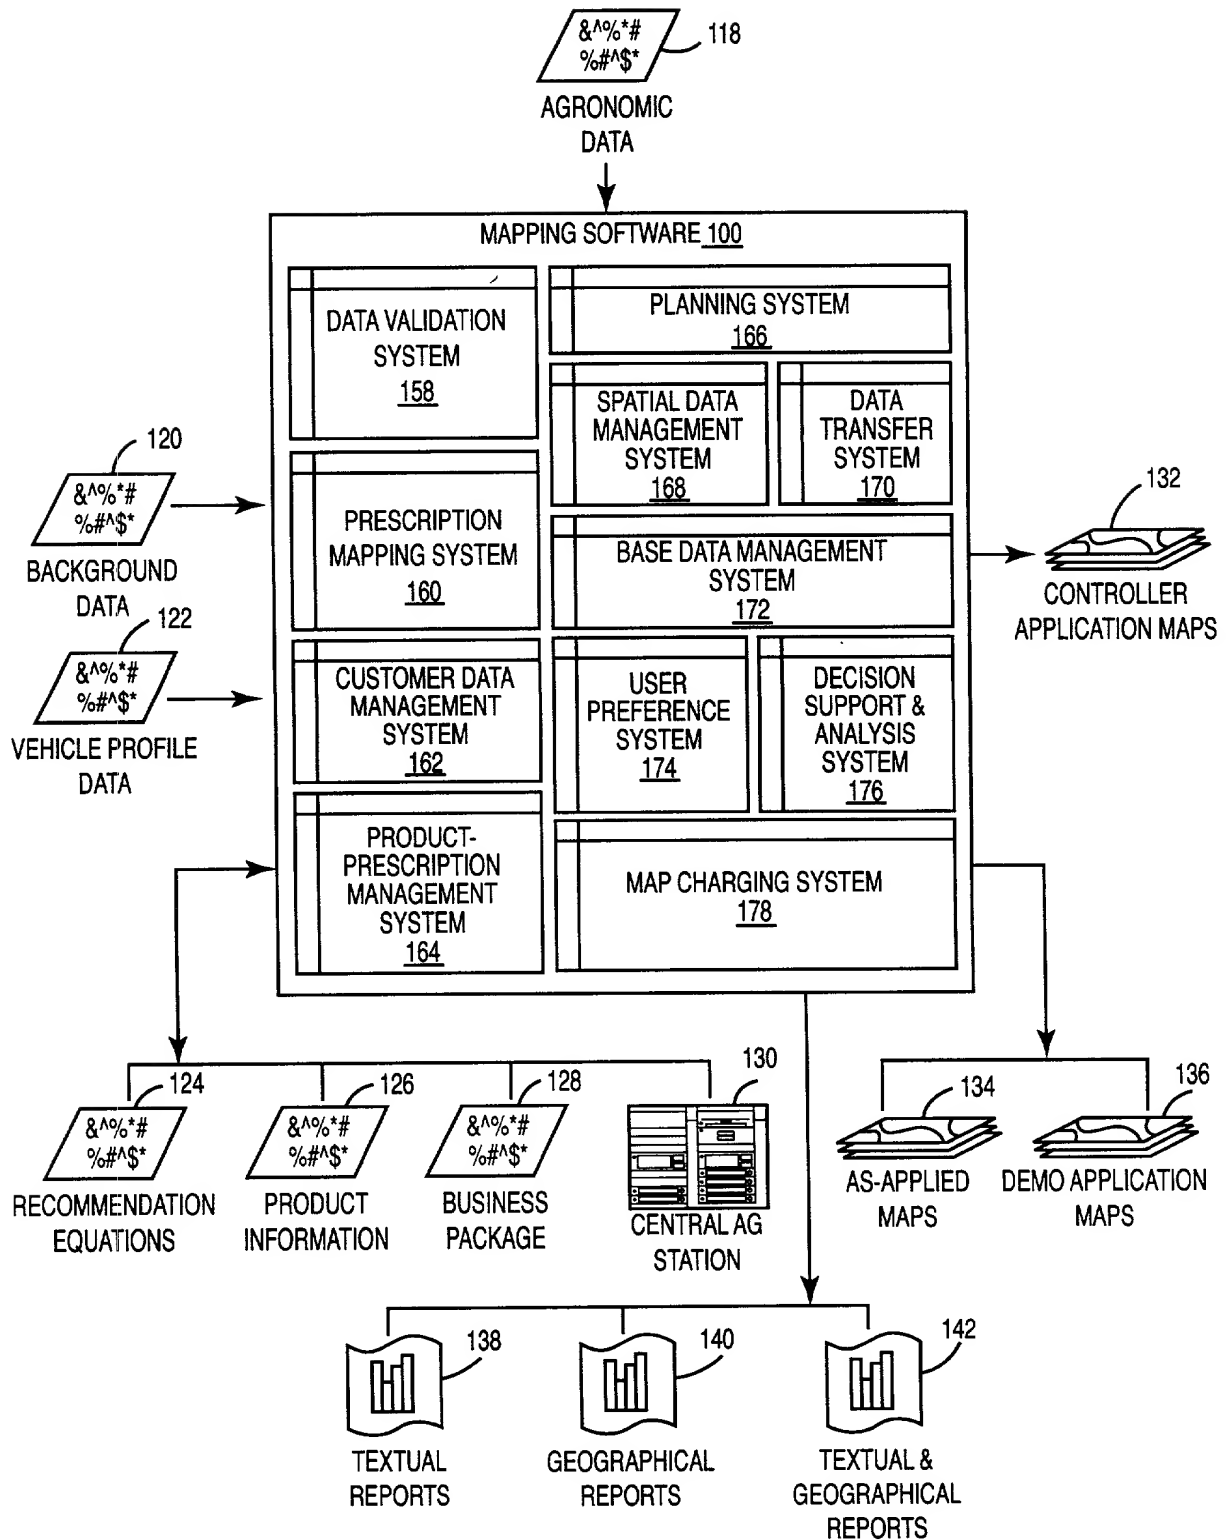 &^%*#
%#^$*
118
AGRONOMIC
DATA
MAPPING SOFTWARE 100
DATA VALIDATION
SYSTEM
158
PLANNING SYSTEM
166
SPATIAL DATA
MANAGEMENT
SYSTEM
168
DATA
TRANSFER
SYSTEM
170
120
&^%*#
%#^$*
BACKGROUND
DATA
PRESCRIPTION
MAPPING SYSTEM
160
BASE DATA MANAGEMENT
SYSTEM
172
132
CONTROLLER
APPLICATION MAPS
122
&^%*#
%#^$*
VEHICLE PROFILE
DATA
CUSTOMER DATA
MANAGEMENT
SYSTEM
162
USER
PREFERENCE
SYSTEM
174
DECISION
SUPPORT &
ANALYSIS
SYSTEM
176
PRODUCT-
PRESCRIPTION
MANAGEMENT
SYSTEM
164
MAP CHARGING SYSTEM
178
124
&^%*#
%#^$*
RECOMMENDATION
EQUATIONS
126
&^%*#
%#^$*
PRODUCT
INFORMATION
128
&^%*#
%#^$*
BUSINESS
PACKAGE
130
CENTRAL AG
STATION
134
AS-APPLIED
MAPS
136
DEMO APPLICATION
MAPS
138
TEXTUAL
REPORTS
140
GEOGRAPHICAL
REPORTS
142
TEXTUAL &
GEOGRAPHICAL
REPORTS